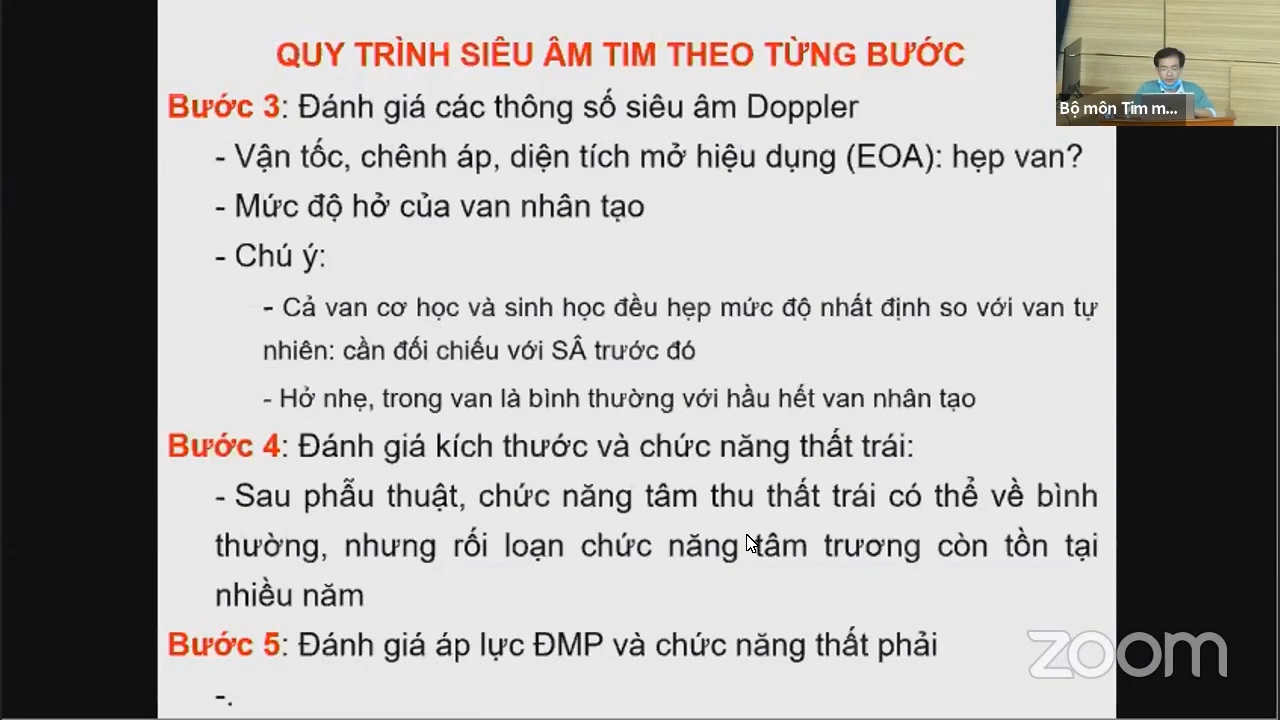 QUY TRÌNH SIÊU ÂM TIM THEO TỪNG BƯỚC
Bộ môn Tim m...
Bước 3: Đánh giá các thông số siêu âm Doppler
- Vận tốc, chênh áp, diện tích mở hiệu dụng (EOA): hẹp van?
- Mức độ hở của van nhân tạo
- Chú ý:
- Cả van cơ học và sinh học đều hẹp mức độ nhất định so với van tự
nhiên: cần đối chiếu với SÂ trước đó
- Hở nhẹ, trong van là bình thường với hầu hết van nhân tạo
Bước 4: Đánh giá kích thước và chức năng thất trái:
- Sau phẫu thuật, chức năng tâm thu thất trái có thể về bình
thường, nhưng rối loạn chức năng tâm trương còn tồn tại
nhiều năm
Bước 5: Đánh giá áp lực ĐMP và chức năng thất phải
-.
zoom